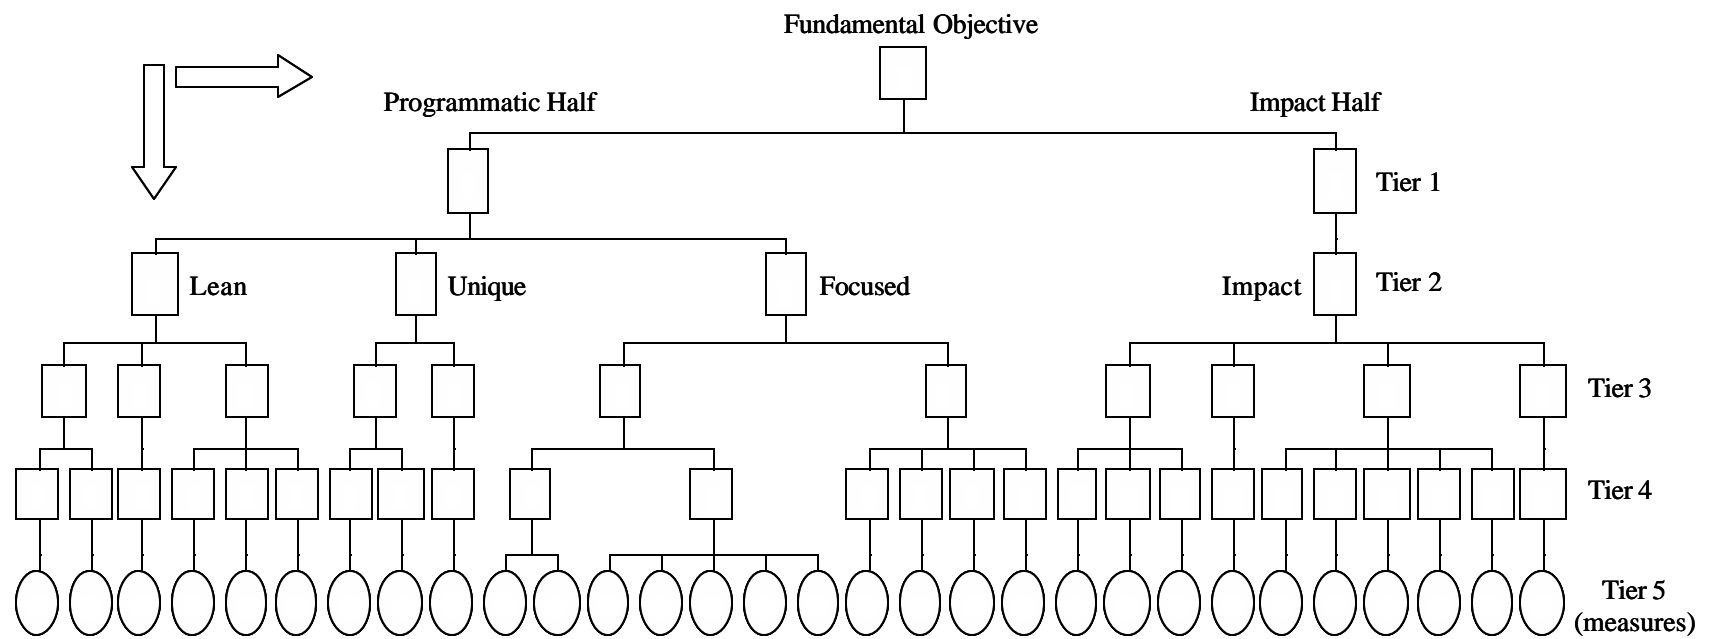 Fundamental Objective
Programmatic Half
Impact Half
Tier 1
Lean
Unique
Focused
Impact
Tier 2
Tier 3
Tier 4
Tier 5
(measures)